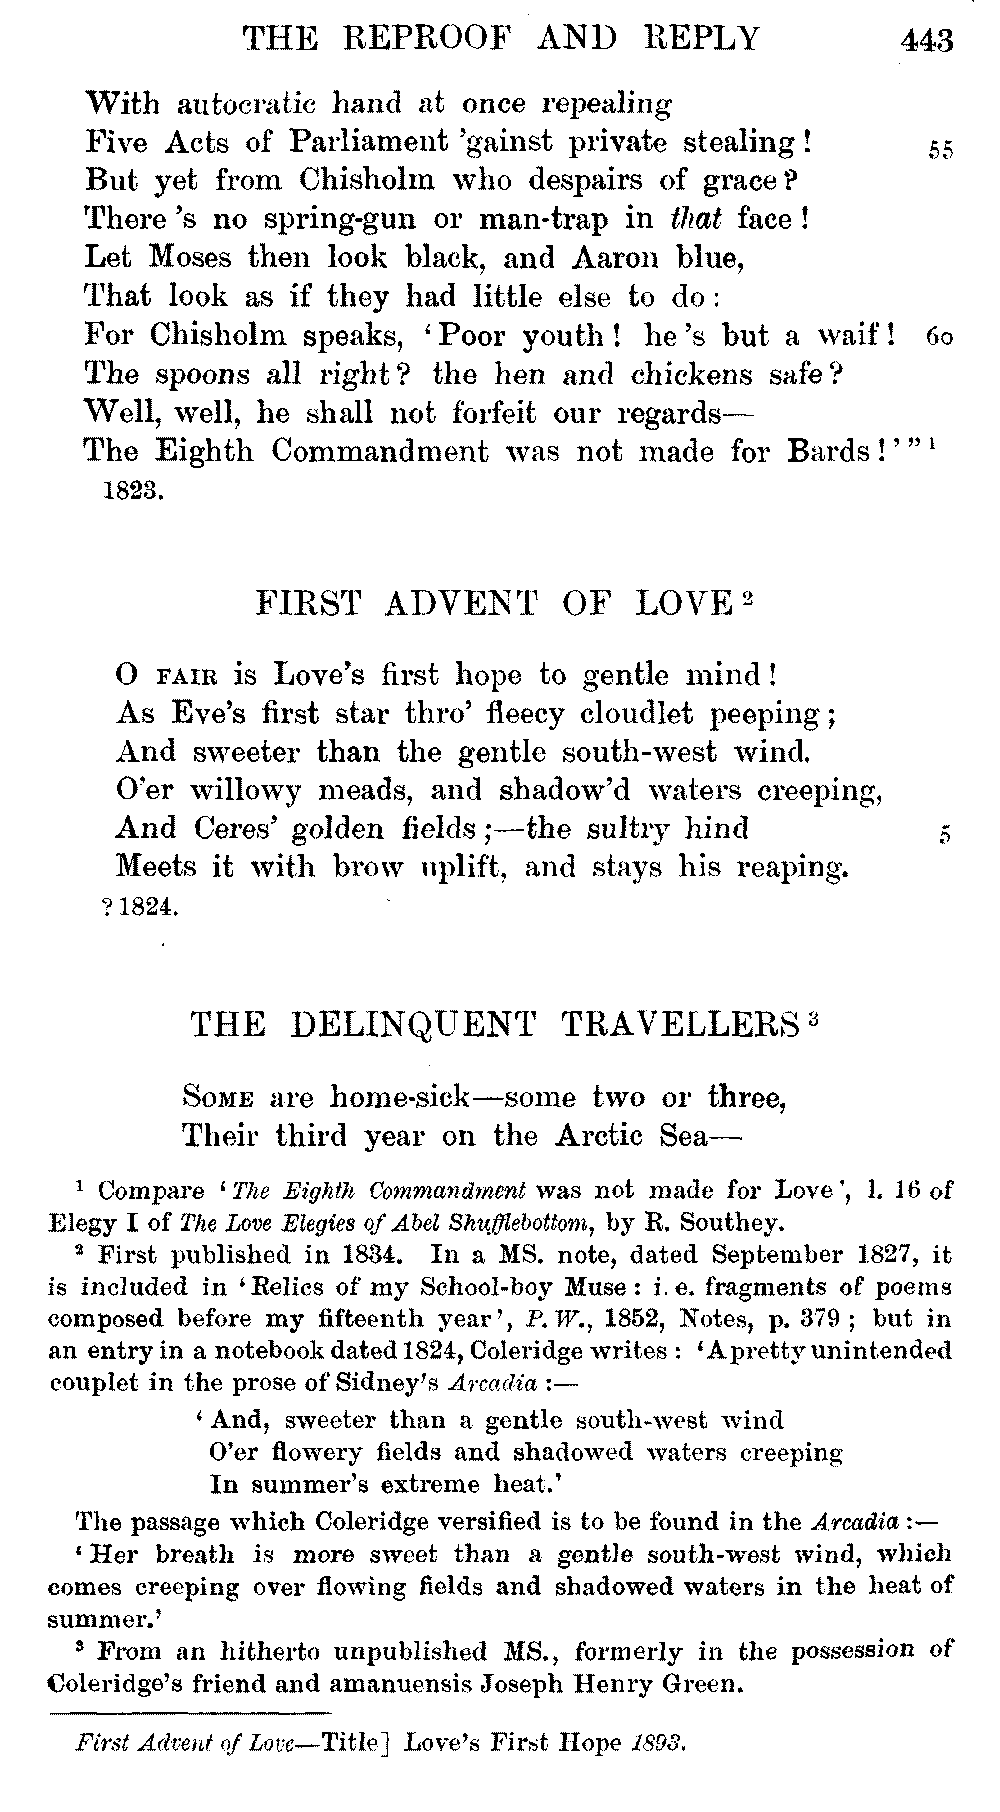 THE REPROOF AND REPLY 443
With autocratic hand at once repealing
Five Acts of Parliament 'gainst private stealing! 55
But yet from Chisholm who despairs of grace?
There's no spring-gun or man-trap in that face!
Let Moses then look black, and Aaron blue,
That look as if they had little else to do:
For Chisholm speaks, 'Poor youth! he's but a waif! 60
The spoons all right? the hen and chickens safe?
Well, well, he shall not forfeit our regards—
The Eighth Commandment was not made for Bards!'" 1
1823.
FIRST ADVENT OF LOVE 2
O FAIR is Love's first hope to gentle mind!
As Eve's first star thro' fleecy cloudlet peeping;
And sweeter than the gentle south-west wind.
O'er willowy meads, and shadow'd waters creeping,
And Ceres' golden fields;—the sultry hind 5
Meets it with brow uplift, and stays his reaping.
? 1824.
THE DELINQUENT TRAVELLERS 3
SOME are home-sick—some two or three,
Their third year on the Arctic Sea—
1 Compare 'The Eighth Commandment was not made for Love', l. 16 of
Elegy I of The Love Elegies of Abel Shufflebottom, by R. Southey.
2 First published in 1834. In a MS. note, dated September 1827, it
is included in 'Relics of my School-boy Muse: i.e. fragments of poems
composed before my fifteenth year', P. W., 1852, Notes, p. 379; but in
an entry in a notebook dated 1824, Coleridge writes: 'A pretty unintended
couplet in the prose of Sidney's Arcadia:—
'And, sweeter than a gentle south-west wind
O'er flowery fields and shadowed waters creeping
In summer's extreme heat.'
The passage which Coleridge versified is to be found in the Arcadia:—
'Her breath is more sweet than a gentle south-west wind, which
comes creeping over flowing fields and shadowed waters in the heat of
summer.'
3 From an hitherto unpublished MS., formerly in the possession of
Coleridge's friend and amanuensis Joseph Henry Green.
First Advent of Love—Title] Love's First Hope 1893.